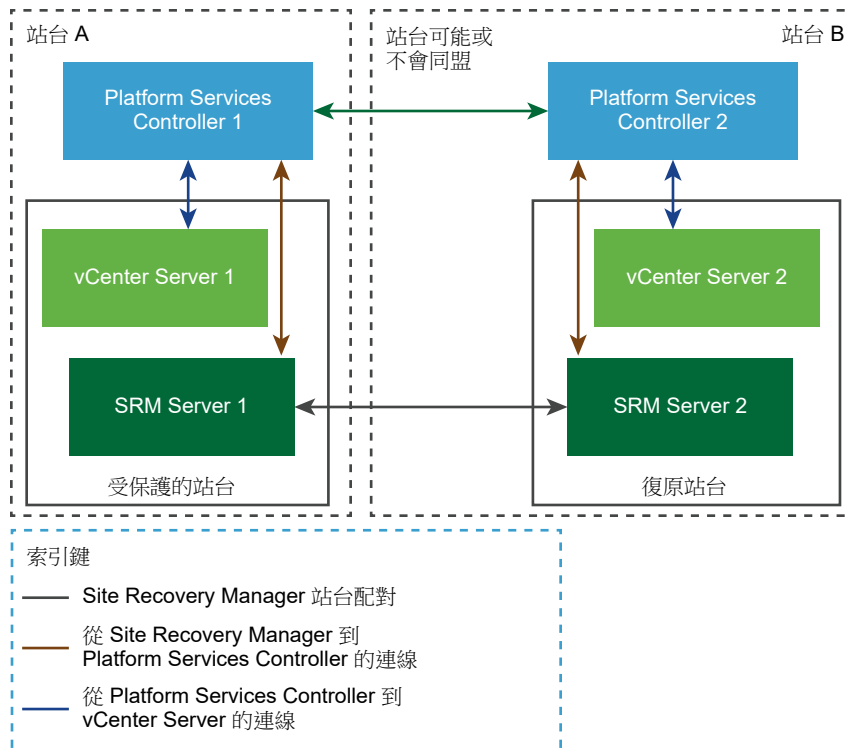 站台 A
站台可能或
不會同盟
站台 B
Platform Services
Controller 1
Platform Services
Controller 2
vCenter Server 1
vCenter Server 2
SRM Server 1
SRM Server 2
受保護的站台
復原站台
索引鍵
Site Recovery Manager 站台配對
從 Site Recovery Manager 到
Platform Services Controller 的連線
從 Platform Services Controller 到
vCenter Server 的連線